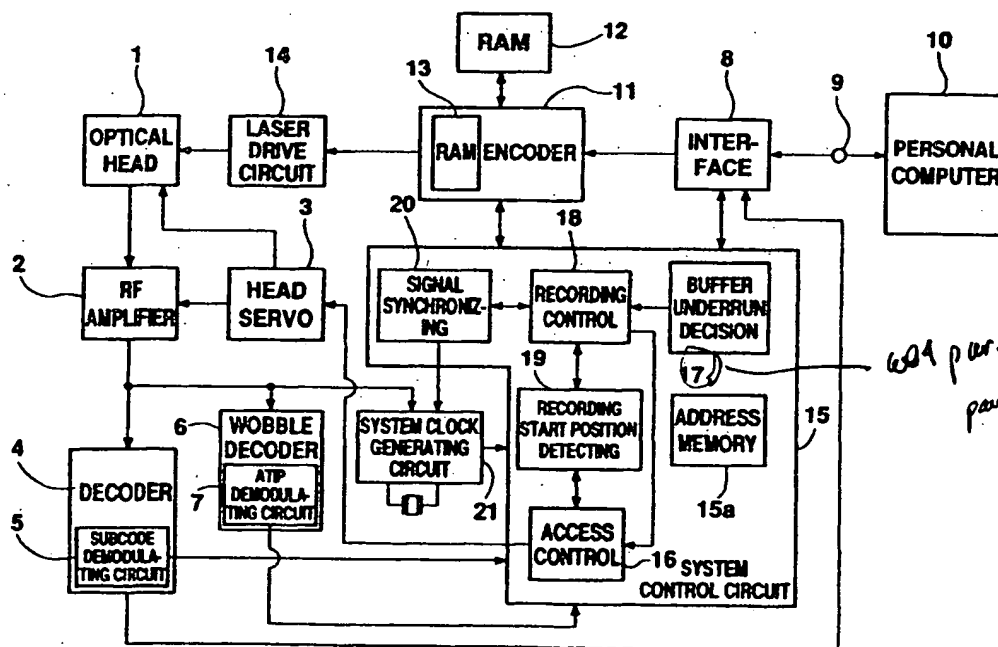 1
14
12
RAM
13
11
8
9
10
OPTICAL
HEAD
LASER
DRIVE
CIRCUIT
RAM
ENCODER
INTER-
FACE
PERSONAL
COMPUTER
2
RF
AMPLIFIER
3
HEAD
SERVO
20
SIGNAL
SYNCHRONIZ-
ING
18
RECORDING
CONTROL
BUFFER
UNDERRUN
DECISION
17
19
RECORDING
START POSITION
DETECTING
ADDRESS
MEMORY
15a
15
4
DECODER
5
SUBCODE
DEMODULA-
TING CIRCUIT
6
WOBBLE
DECODER
7
ATIP
DEMODULA-
TING CIRCUIT
SYSTEM CLOCK
GENERATING
CIRCUIT
21
ACCESS
CONTROL
16
SYSTEM
CONTROL CIRCUIT